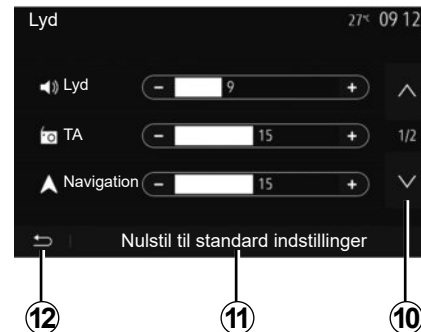 Lyd 27°C 09 12
Lyd - 9 +
TA - 15 + 1/2
Navigation - 15 +
Nulstil til standard indstillinger
12 11 10